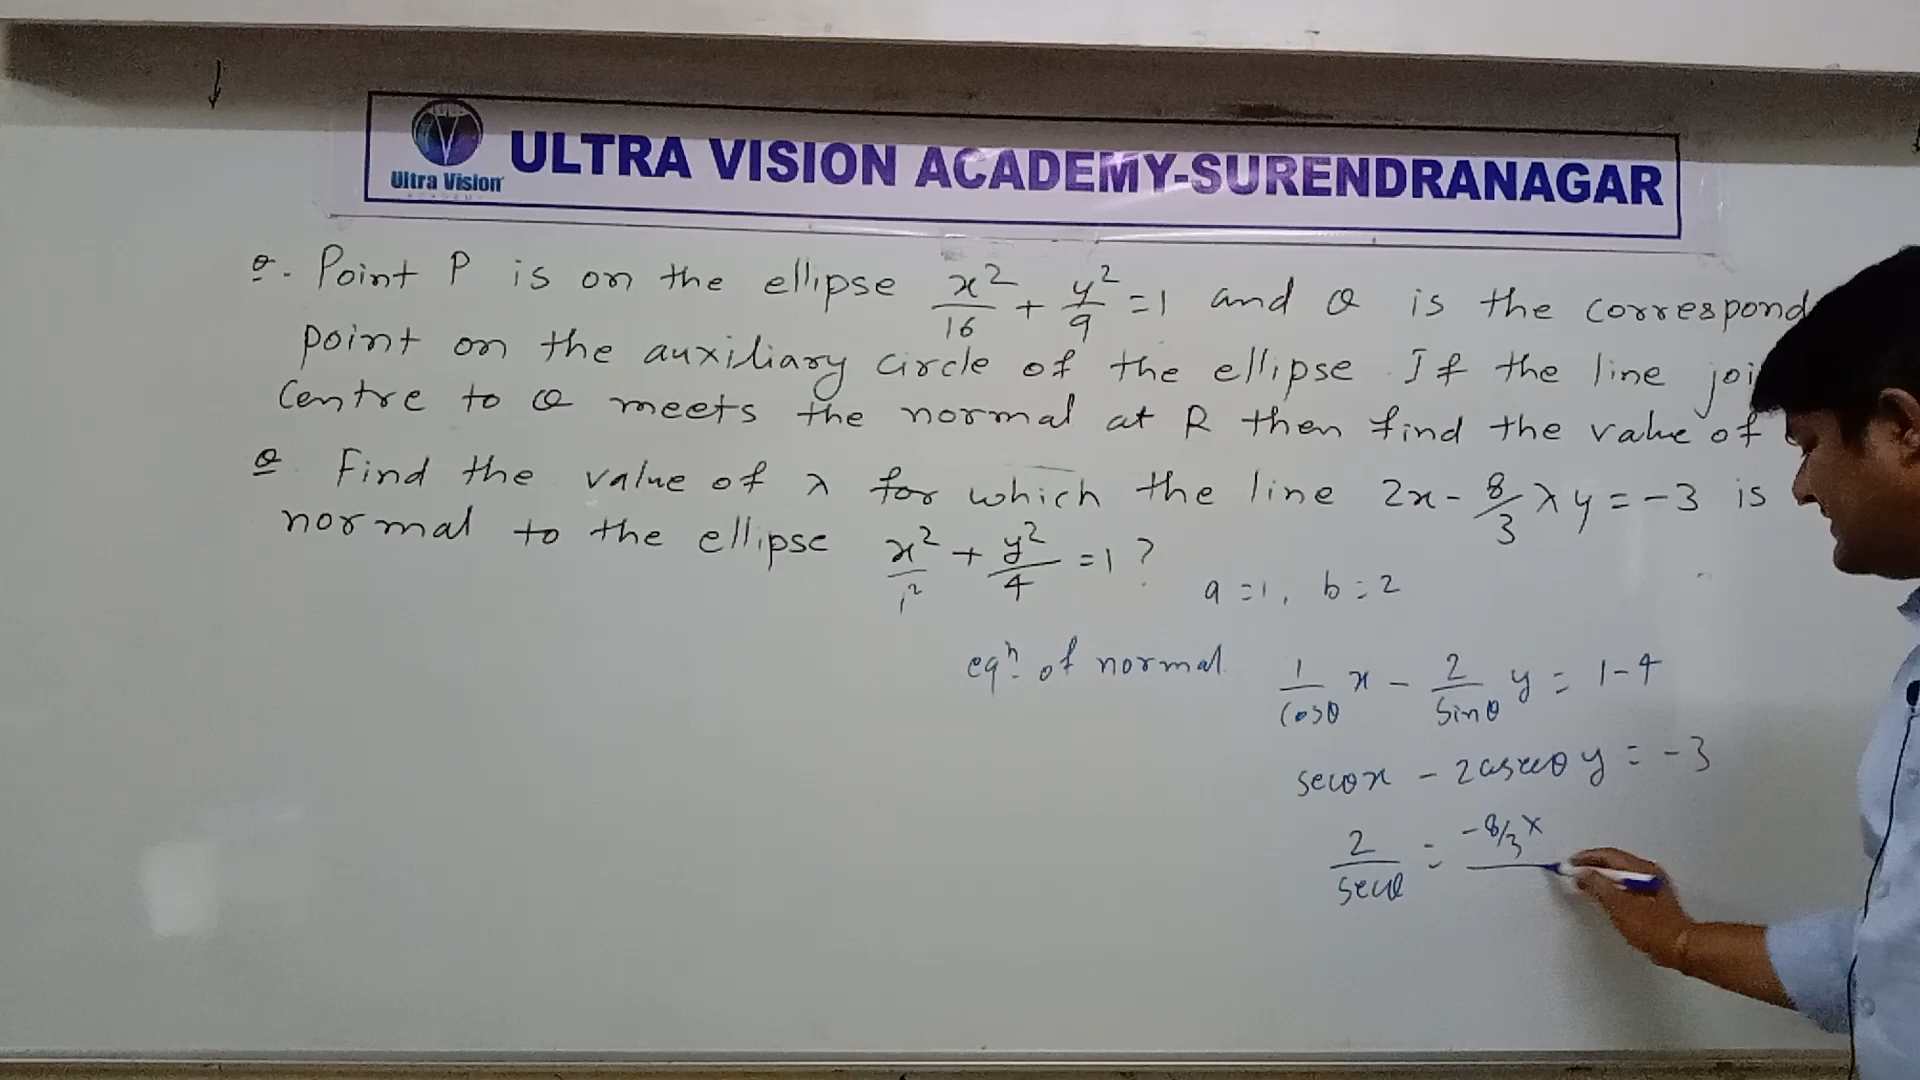 Ultra Vision
ULTRA VISION ACADEMY-SURENDRANAGAR
Q. Point P is on the ellipse x²/16 + y²/9 = 1 and Q is the correspond
point on the auxiliary circle of the ellipse. If the line joi
Centre to Q meets the normal at R then find the value of
Q Find the value of λ for which the line 2x - 8/3 λy = -3 is
normal to the ellipse x²/1² + y²/4 = 1 ?
a = 1, b = 2
eqⁿ. of normal 1/cosθ x - 2/sinθ y = 1-4
secθx - 2cosecθ y = -3
2/secθ = -8/3 λ